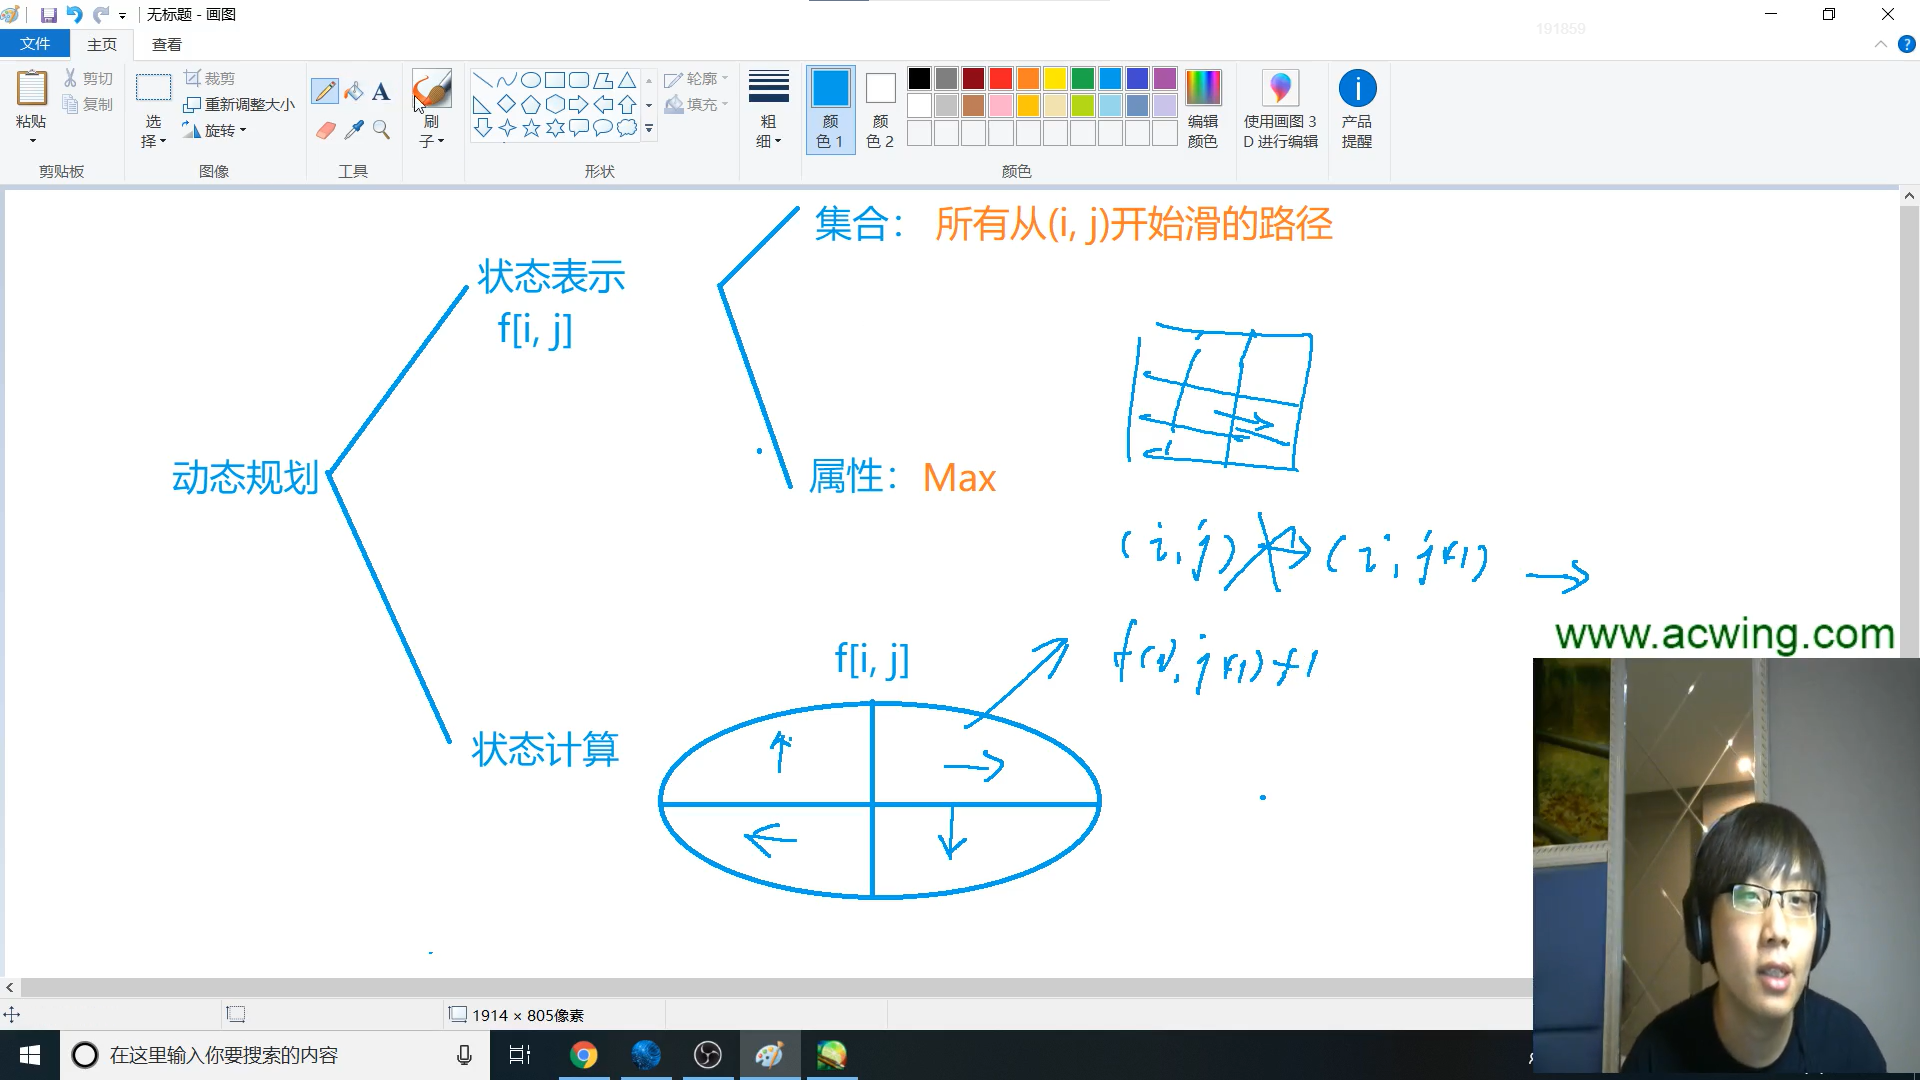 无标题 - 画图
191859
文件 主页 查看
粘贴 剪切 复制
选择 裁剪 重新调整大小 旋转
A
刷子
轮廓 填充
粗细
颜色 1 颜色 2
编辑颜色
使用画图 3D 进行编辑
产品提醒
剪贴板 图像 工具 形状 颜色
集合： 所有从(i, j)开始滑的路径
状态表示
f[i, j]
动态规划
属性：Max
(i, j) → (i, j+1)
www.acwing.com
f[i, j]
f(i, j+1)+1
状态计算
1914 × 805像素
在这里输入你要搜索的内容